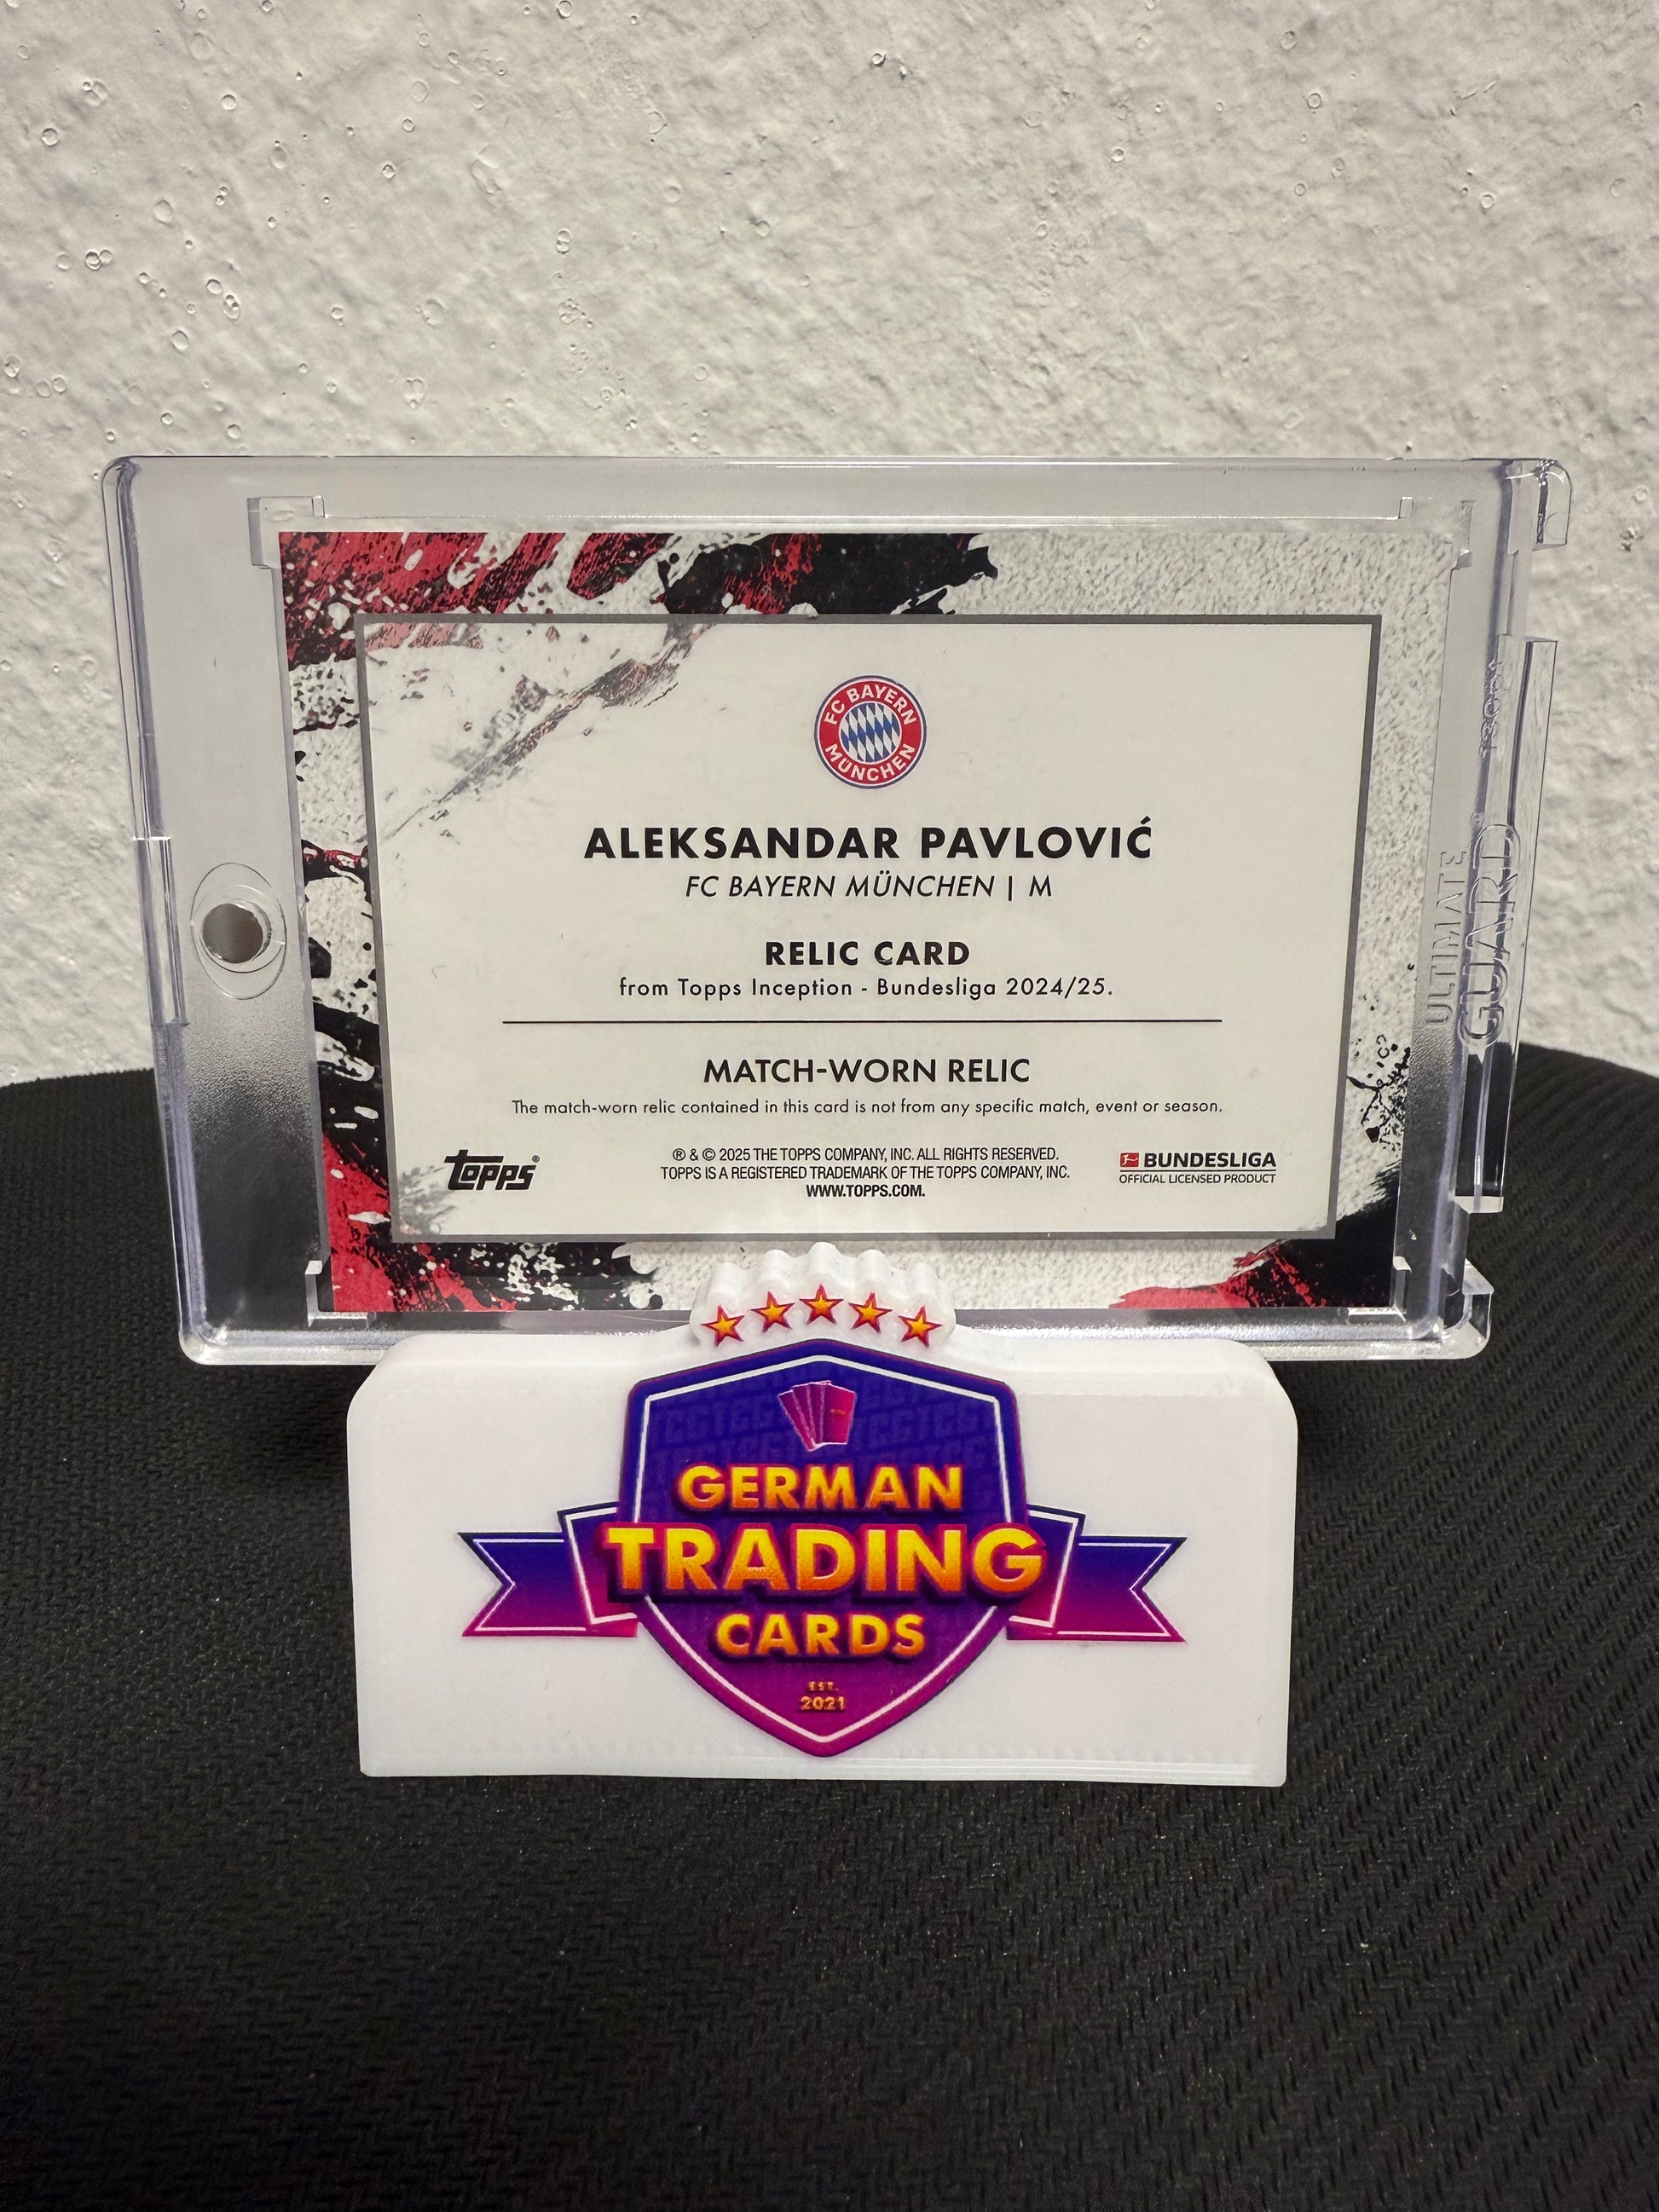 FC BAYERN
MÜNCHEN
ALEKSANDAR PAVLOVIĆ
FC BAYERN MÜNCHEN | M
RELIC CARD
from Topps Inception - Bundesliga 2024/25.
MATCH-WORN RELIC
The match-worn relic contained in this card is not from any specific match, event or season.
topps®
® & © 2025 THE TOPPS COMPANY, INC. ALL RIGHTS RESERVED.
TOPPS IS A REGISTERED TRADEMARK OF THE TOPPS COMPANY, INC.
WWW.TOPPS.COM.
BUNDESLIGA
OFFICIAL LICENSED PRODUCT
ULTIMATE
GUARD
GERMAN
TRADING
CARDS
EST.
2021